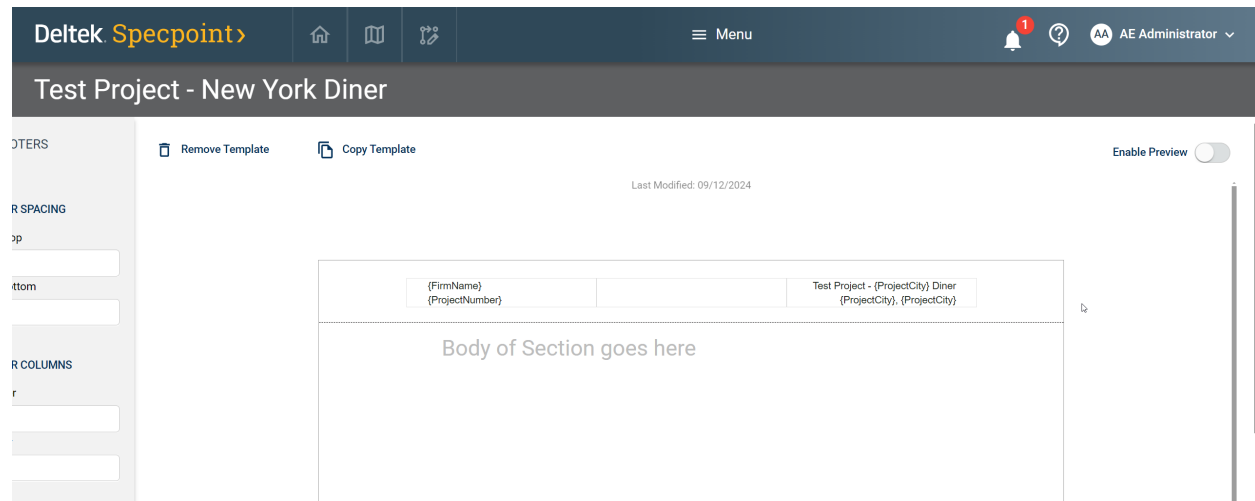 Deltek. Specpoint
Menu
1
AA AE Administrator
Test Project - New York Diner
OTERS
Remove Template
Copy Template
Enable Preview
Last Modified: 09/12/2024
R SPACING
op
ttom
{FirmName}
{ProjectNumber}
Test Project - {ProjectCity} Diner
{ProjectCity}, {ProjectCity}
Body of Section goes here
R COLUMNS
r